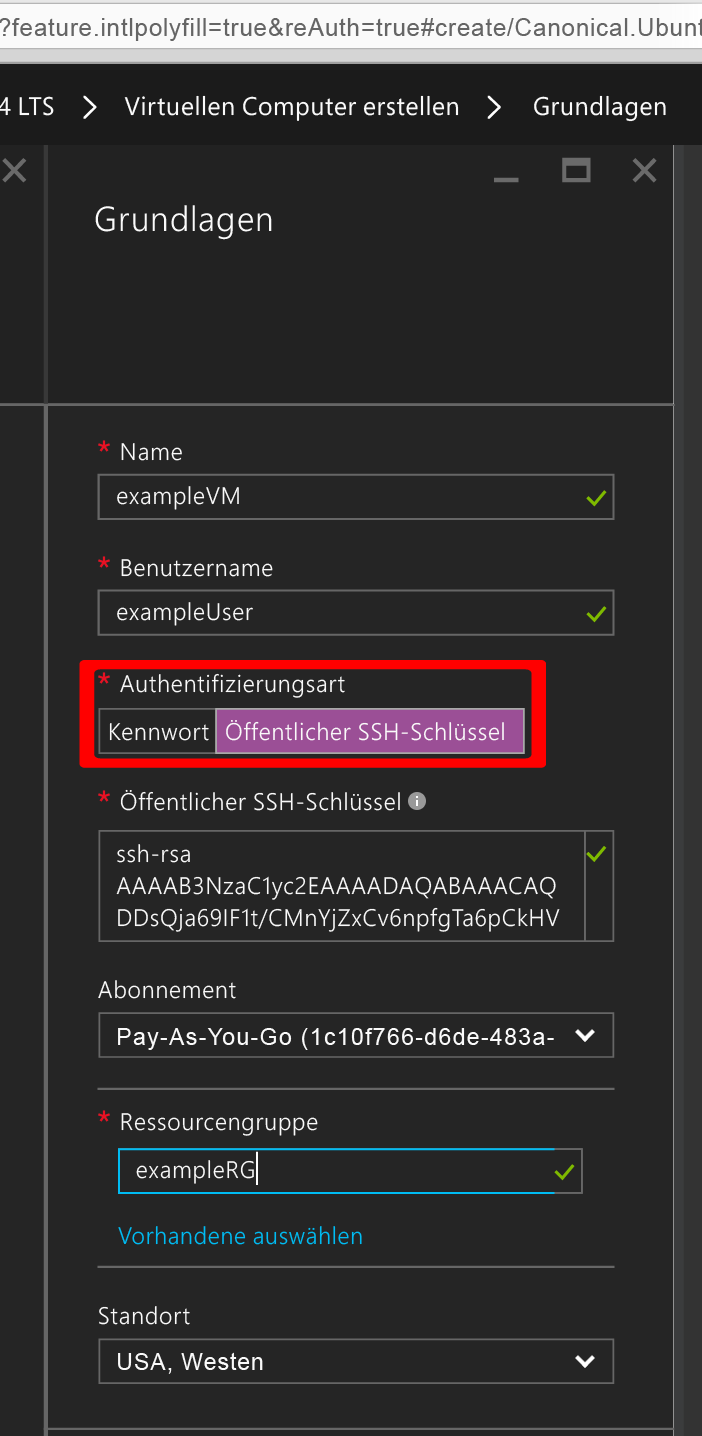 ?feature.intlpolyfill=true&reAuth=true#create/Canonical.Ubunt
4 LTS > Virtuellen Computer erstellen > Grundlagen
Grundlagen
* Name
exampleVM
* Benutzername
exampleUser
* Authentifizierungsart
Kennwort Öffentlicher SSH-Schlüssel
* Öffentlicher SSH-Schlüssel
ssh-rsa
AAAAB3NzaC1yc2EAAAADAQABAAACAQ
DDsQja69IF1t/CMnYjZxCv6npfgTa6pCkHV
Abonnement
Pay-As-You-Go (1c10f766-d6de-483a-
* Ressourcengruppe
exampleRG
Vorhandene auswählen
Standort
USA, Westen